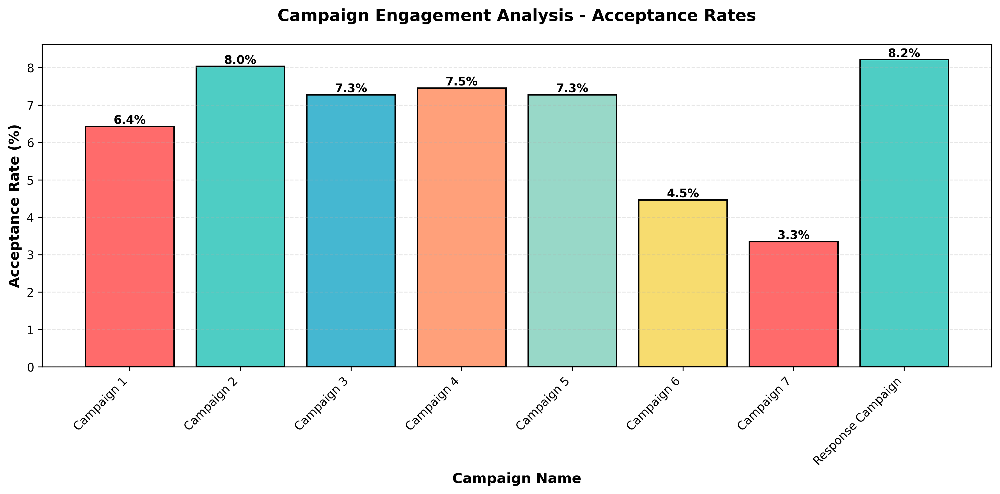 Campaign Engagement Analysis - Acceptance Rates
Acceptance Rate (%)
8
7
6
5
4
3
2
1
0
6.4%
8.0%
7.3%
7.5%
7.3%
4.5%
3.3%
8.2%
Campaign 1
Campaign 2
Campaign 3
Campaign 4
Campaign 5
Campaign 6
Campaign 7
Response Campaign
Campaign Name